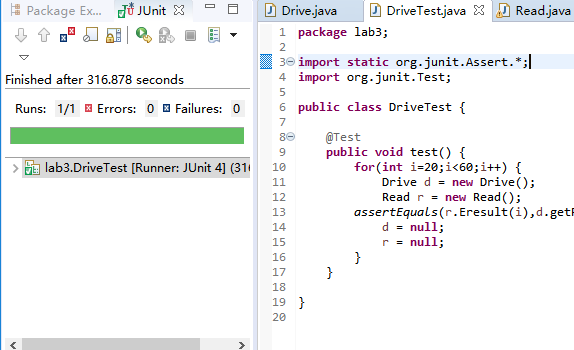 Package Ex...
JUnit
Finished after 316.878 seconds
Runs: 1/1 Errors: 0 Failures: 0
lab3.DriveTest [Runner: JUnit 4] (316
Drive.java
DriveTest.java
Read.java
1 package lab3;
2
3 import static org.junit.Assert.*;
4 import org.junit.Test;
5
6 public class DriveTest {
7
8 @Test
9 public void test() {
10 for(int i=20;i<60;i++) {
11 Drive d = new Drive();
12 Read r = new Read();
13 assertEquals(r.Eresult(i),d.getR
14 d = null;
15 r = null;
16 }
17 }
18
19 }
20